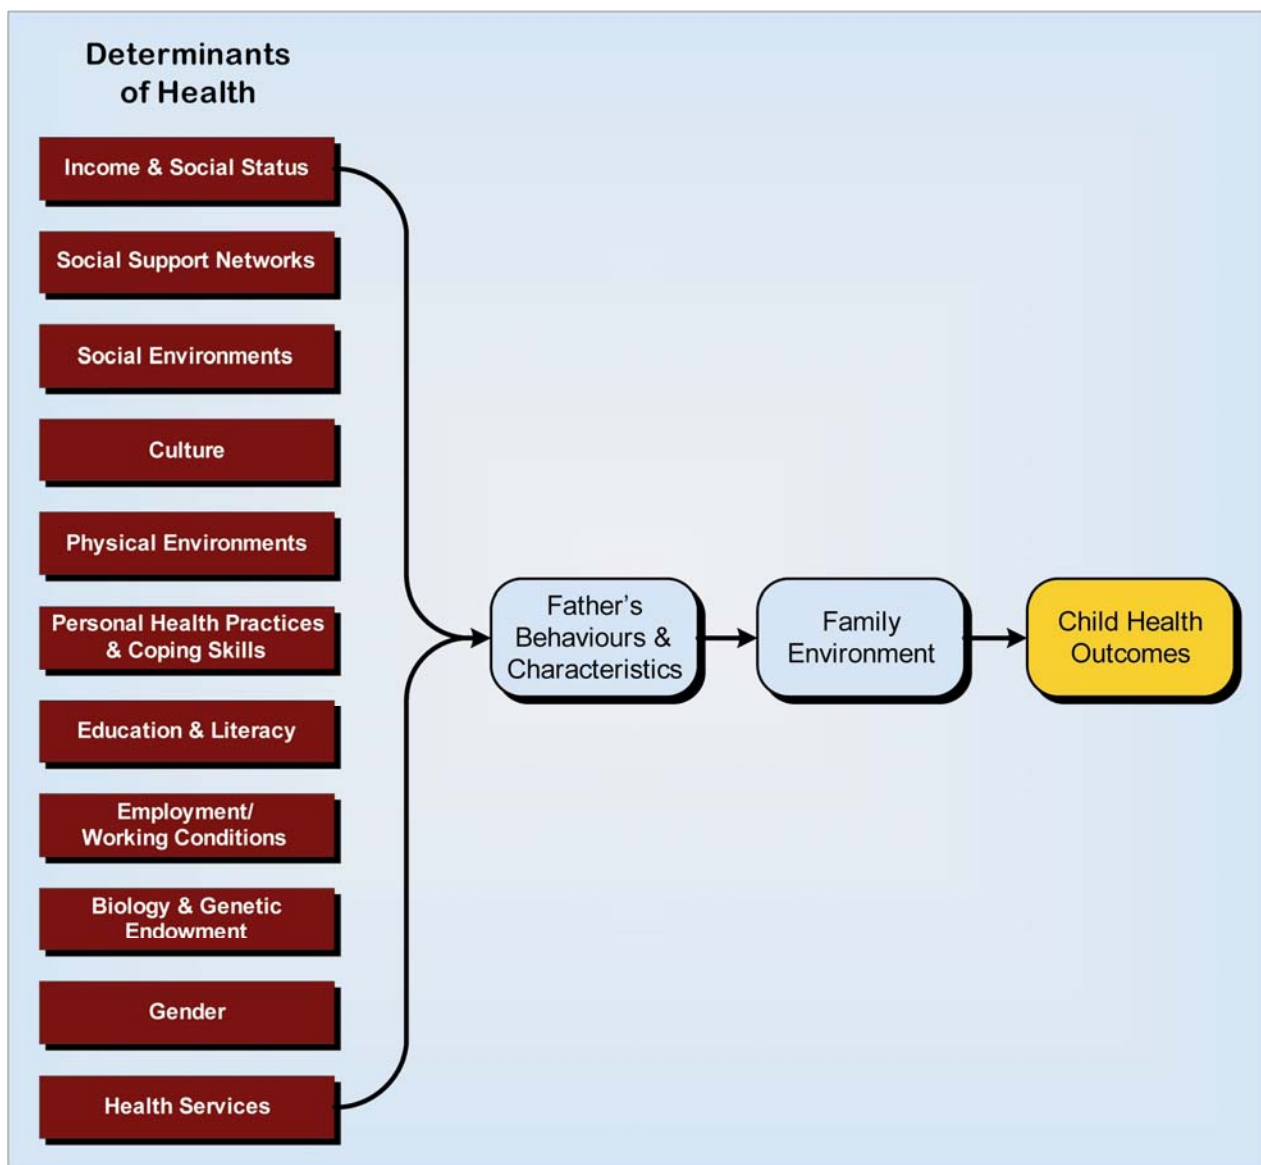 Determinants
of Health
Income & Social Status
Social Support Networks
Social Environments
Culture
Physical Environments
Personal Health Practices
& Coping Skills
Education & Literacy
Employment/
Working Conditions
Biology & Genetic
Endowment
Gender
Health Services
Father’s
Behaviours &
Characteristics
Family
Environment
Child Health
Outcomes